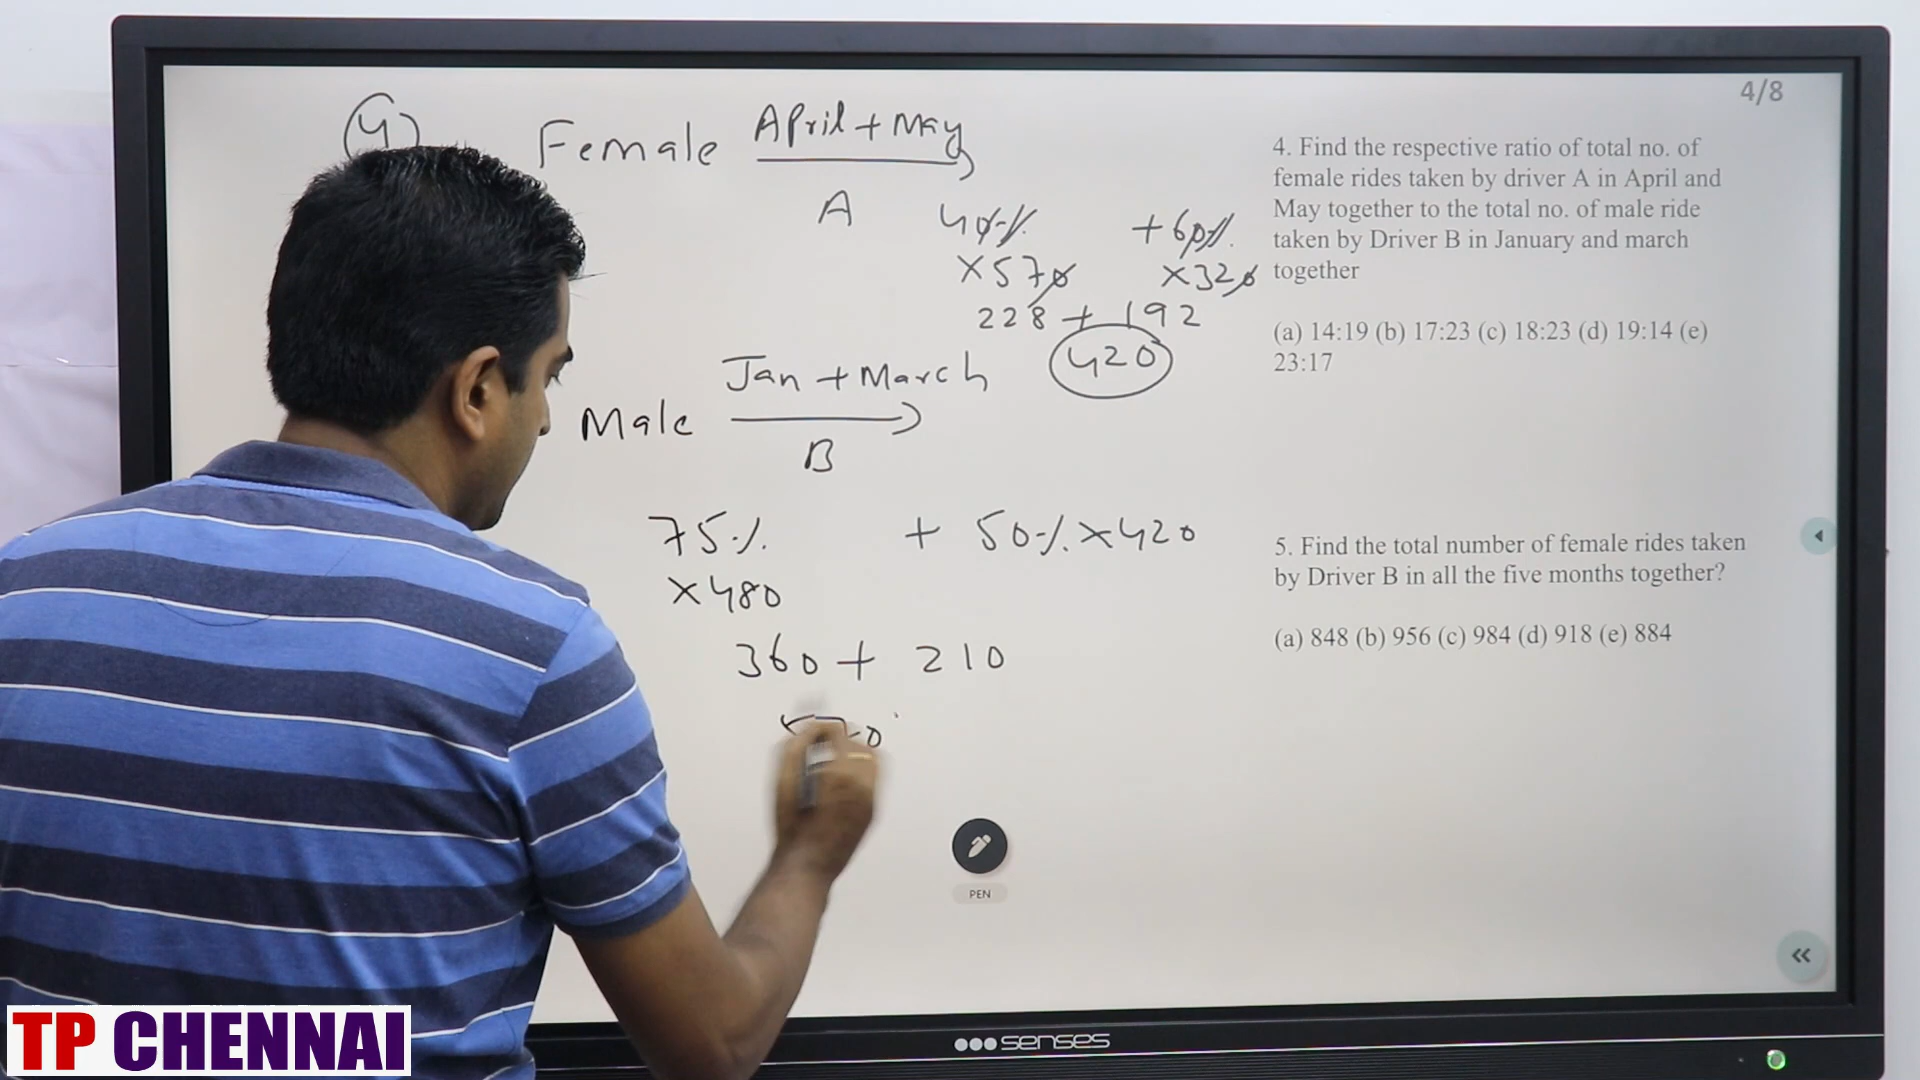 4/8
4
Female April + May
A
40% + 60%
×570 ×320
228 + 192
420
Jan + March
Male
B
75% + 50% × 420
×480
360 + 210
4. Find the respective ratio of total no. of
female rides taken by driver A in April and
May together to the total no. of male ride
taken by Driver B in January and march
together
(a) 14:19 (b) 17:23 (c) 18:23 (d) 19:14 (e)
23:17
5. Find the total number of female rides taken
by Driver B in all the five months together?
(a) 848 (b) 956 (c) 984 (d) 918 (e) 884
PEN
senses
TP CHENNAI